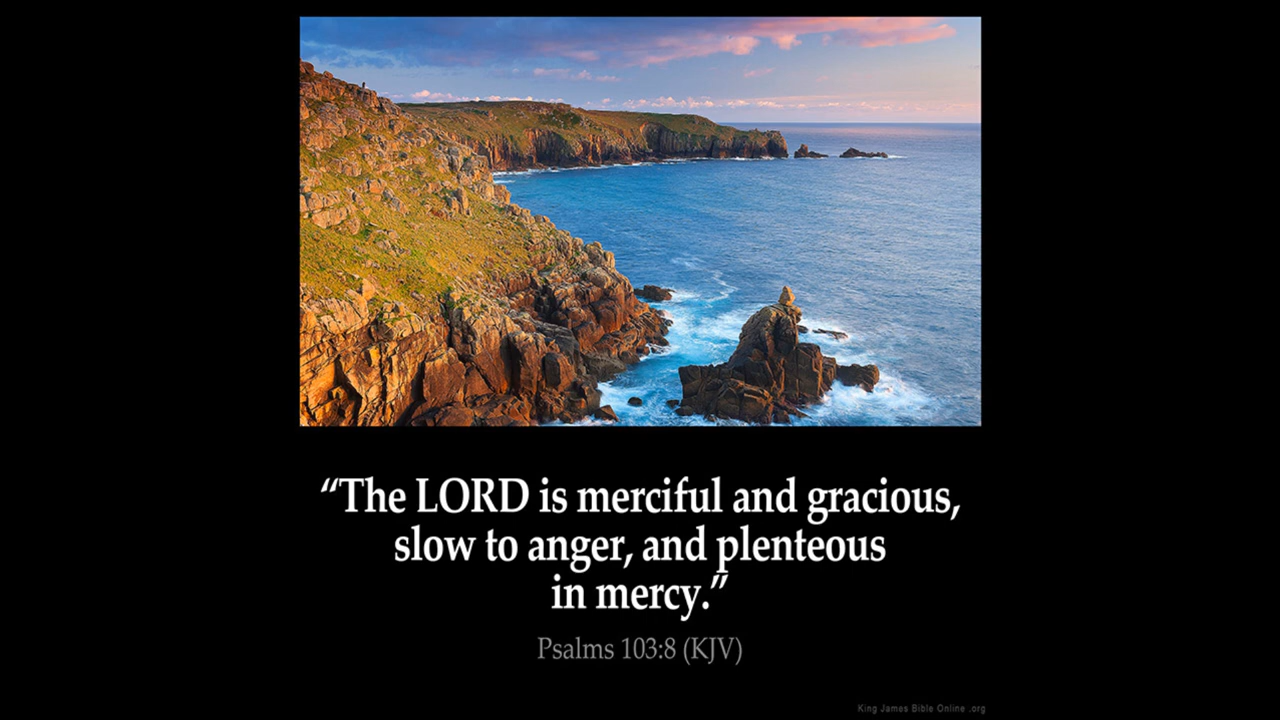 “The LORD is merciful and gracious,
slow to anger, and plenteous
in mercy.”
Psalms 103:8 (KJV)
King James Bible Online .org